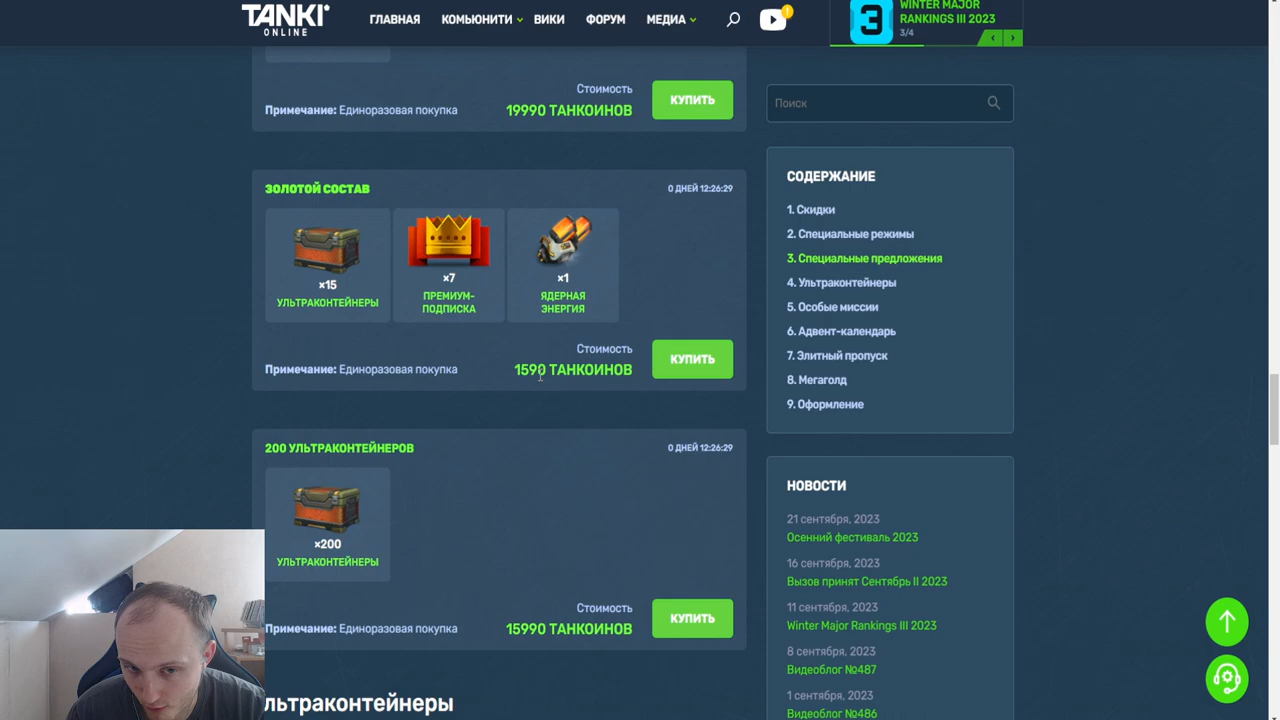 TANKI
ONLINE
ГЛАВНАЯ
КОМЬЮНИТИ
ВИКИ
ФОРУМ
МЕДИА
!
3
WINTER MAJOR
RANKINGS III 2023
3/4
Стоимость
Примечание: Единоразовая покупка
19990 ТАНКОИНОВ
КУПИТЬ
ЗОЛОТОЙ СОСТАВ
0 ДНЕЙ 12:26:29
×15
УЛЬТРАКОНТЕЙНЕРЫ
×7
ПРЕМИУМ-
ПОДПИСКА
×1
ЯДЕРНАЯ
ЭНЕРГИЯ
Стоимость
Примечание: Единоразовая покупка
1590 ТАНКОИНОВ
КУПИТЬ
200 УЛЬТРАКОНТЕЙНЕРОВ
0 ДНЕЙ 12:26:29
×200
УЛЬТРАКОНТЕЙНЕРЫ
Стоимость
Примечание: Единоразовая покупка
15990 ТАНКОИНОВ
КУПИТЬ
льтраконтейнеры
Поиск
СОДЕРЖАНИЕ
1. Скидки
2. Специальные режимы
3. Специальные предложения
4. Ультраконтейнеры
5. Особые миссии
6. Адвент-календарь
7. Элитный пропуск
8. Мегаголд
9. Оформление
НОВОСТИ
21 сентября, 2023
Осенний фестиваль 2023
16 сентября, 2023
Вызов принят Сентябрь II 2023
11 сентября, 2023
Winter Major Rankings III 2023
8 сентября, 2023
Видеоблог №487
1 сентября, 2023
Видеоблог №486